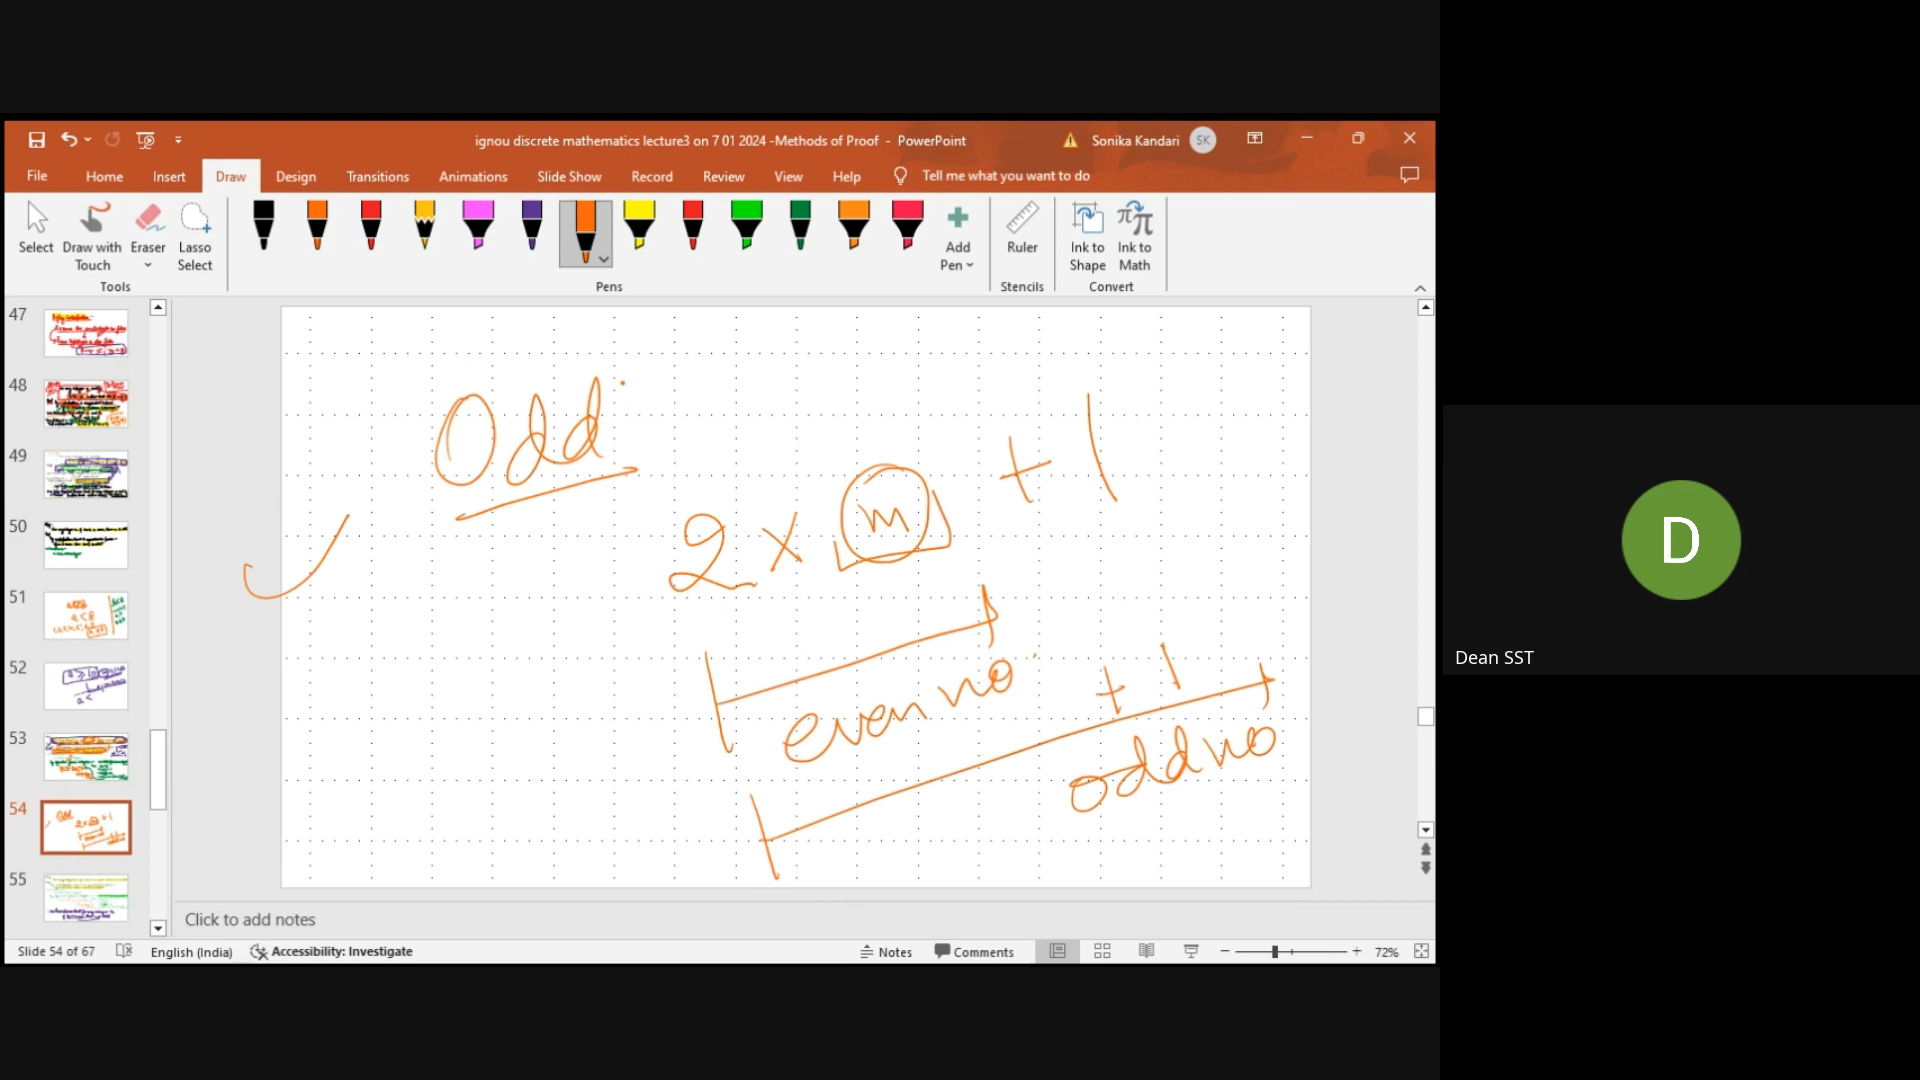 ignou discrete mathematics lecture3 on 7 01 2024 -Methods of Proof - PowerPoint
Sonika Kandari
SK
File Home Insert Draw Design Transitions Animations Slide Show Record Review View Help Tell me what you want to do
Select
Draw with Touch
Eraser
Lasso Select
Add Pen
Ruler
Ink to Shape
Ink to Math
Tools
Pens
Stencils
Convert
47
48
49
50
51
52
53
54
55
Odd
2 × m + 1
even no. + 1
odd no
Click to add notes
Slide 54 of 67
English (India)
Accessibility: Investigate
Notes
Comments
72%
D
Dean SST